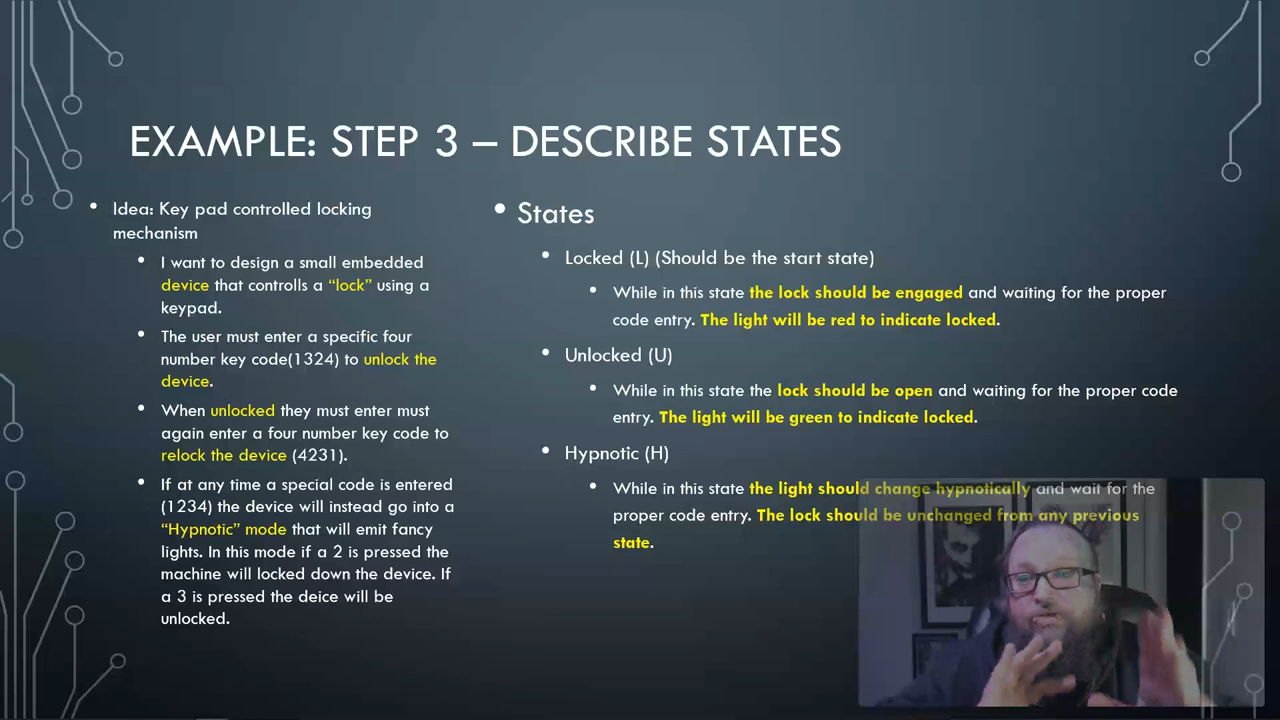 EXAMPLE: STEP 3 – DESCRIBE STATES
Idea: Key pad controlled locking
mechanism
I want to design a small embedded
device that controlls a “lock” using a
keypad.
The user must enter a specific four
number key code(1324) to unlock the
device.
When unlocked they must enter must
again enter a four number key code to
relock the device (4231).
If at any time a special code is entered
(1234) the device will instead go into a
“Hypnotic” mode that will emit fancy
lights. In this mode if a 2 is pressed the
machine will locked down the device. If
a 3 is pressed the deice will be
unlocked.
States
Locked (L) (Should be the start state)
While in this state the lock should be engaged and waiting for the proper
code entry. The light will be red to indicate locked.
Unlocked (U)
While in this state the lock should be open and waiting for the proper code
entry. The light will be green to indicate locked.
Hypnotic (H)
While in this state the light should change hypnotically and wait for the
proper code entry. The lock should be unchanged from any previous
state.